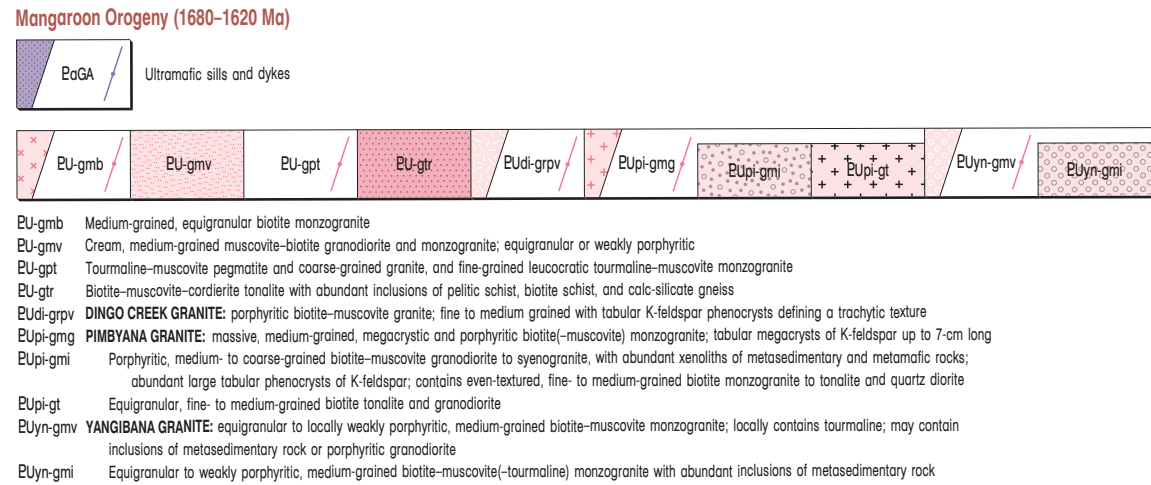 Mangaroon Orogeny (1680–1620 Ma)
ⱣaGA Ultramafic sills and dykes
ⱣU-gmb ⱣU-gmv ⱣU-gpt ⱣU-gtr ⱣUdi-grpv ⱣUpi-gmg ⱣUpi-gmi ⱣUpi-gt ⱣUyn-gmv ⱣUyn-gmi
ⱣU-gmb Medium-grained, equigranular biotite monzogranite
ⱣU-gmv Cream, medium-grained muscovite–biotite granodiorite and monzogranite; equigranular or weakly porphyritic
ⱣU-gpt Tourmaline–muscovite pegmatite and coarse-grained granite, and fine-grained leucocratic tourmaline–muscovite monzogranite
ⱣU-gtr Biotite–muscovite–cordierite tonalite with abundant inclusions of pelitic schist, biotite schist, and calc-silicate gneiss
ⱣUdi-grpv DINGO CREEK GRANITE: porphyritic biotite–muscovite granite; fine to medium grained with tabular K-feldspar phenocrysts defining a trachytic texture
ⱣUpi-gmg PIMBYANA GRANITE: massive, medium-grained, megacrystic and porphyritic biotite(–muscovite) monzogranite; tabular megacrysts of K-feldspar up to 7-cm long
ⱣUpi-gmi Porphyritic, medium- to coarse-grained biotite–muscovite granodiorite to syenogranite, with abundant xenoliths of metasedimentary and metamafic rocks;
abundant large tabular phenocrysts of K-feldspar; contains even-textured, fine- to medium-grained biotite monzogranite to tonalite and quartz diorite
ⱣUpi-gt Equigranular, fine- to medium-grained biotite tonalite and granodiorite
ⱣUyn-gmv YANGIBANA GRANITE: equigranular to locally weakly porphyritic, medium-grained biotite–muscovite monzogranite; locally contains tourmaline; may contain
inclusions of metasedimentary rock or porphyritic granodiorite
ⱣUyn-gmi Equigranular to weakly porphyritic, medium-grained biotite–muscovite(–tourmaline) monzogranite with abundant inclusions of metasedimentary rock